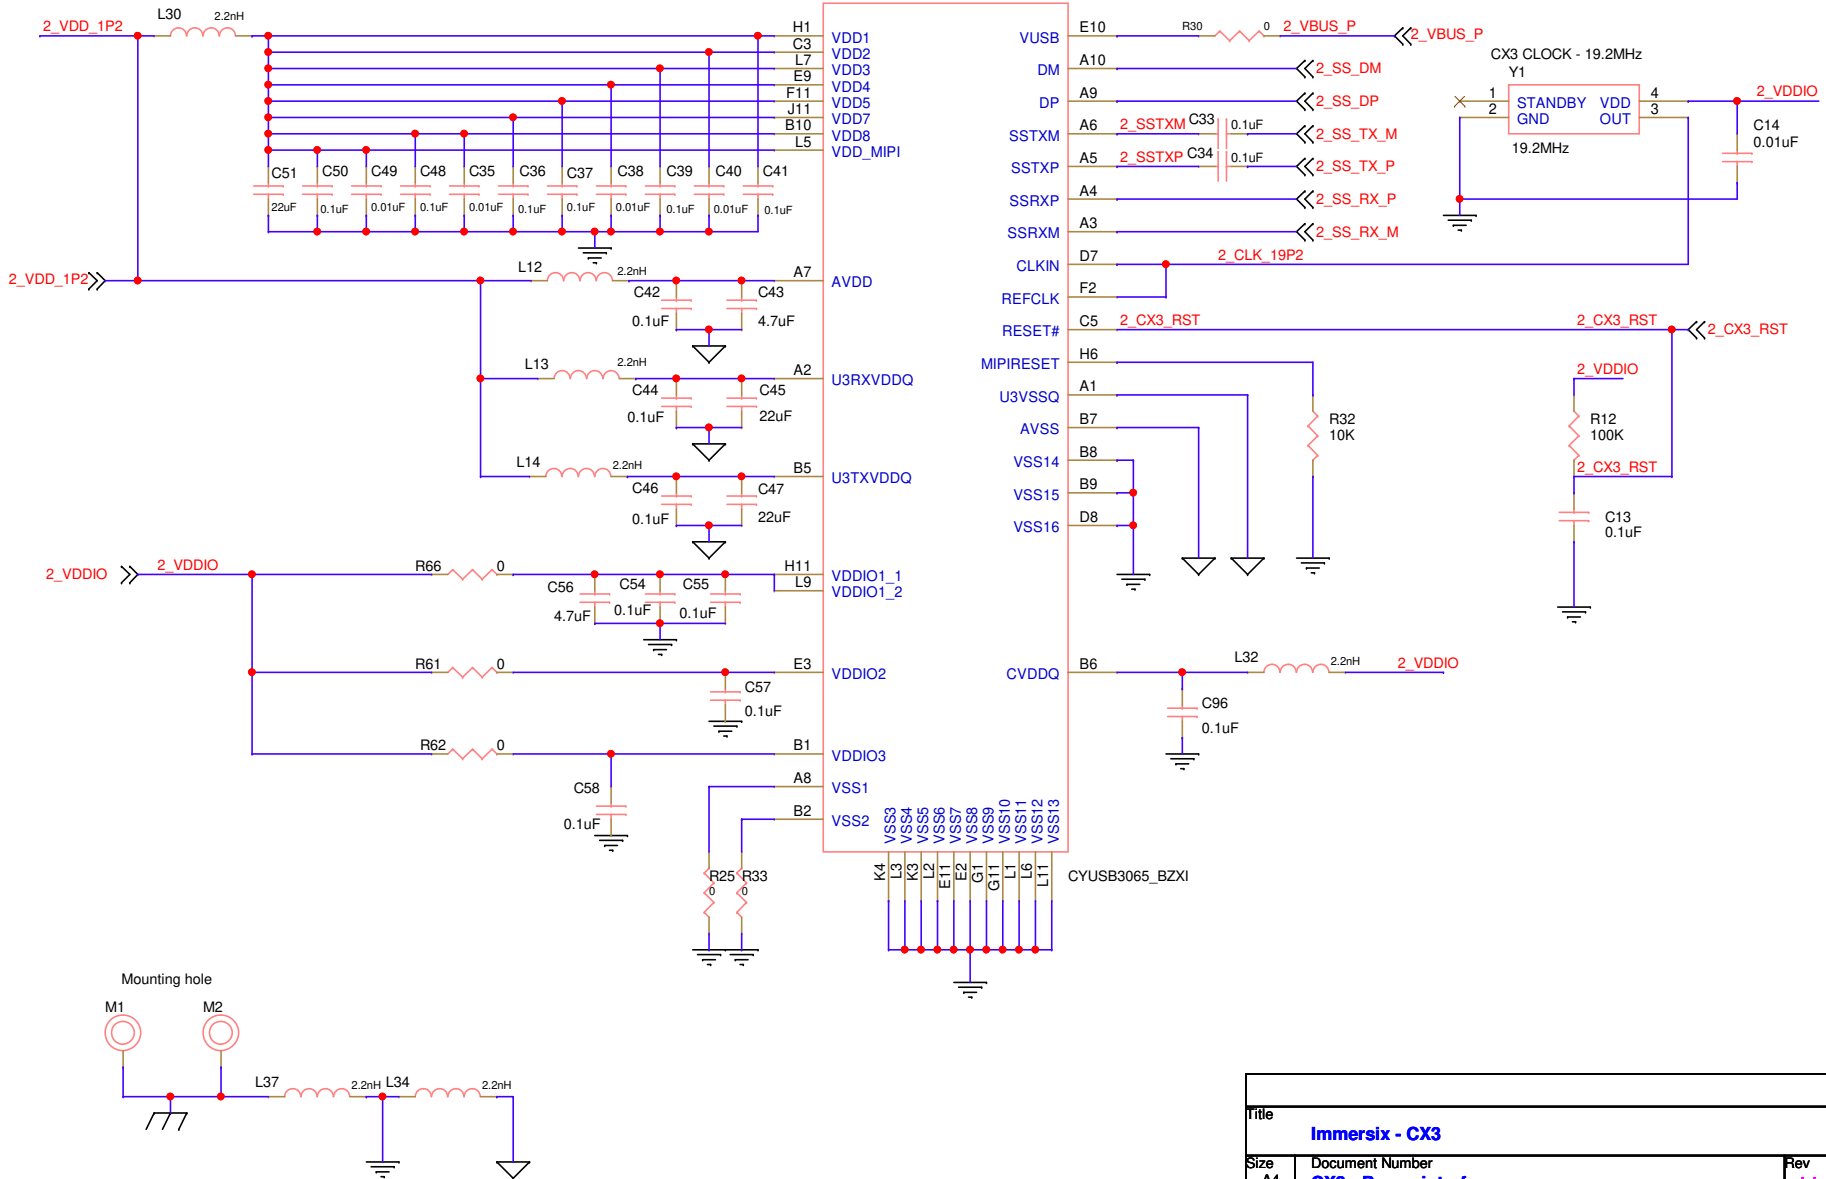 2_VDD_1P2
L30
2.2nH
H1
VDD1
C3
VDD2
L7
VDD3
E9
VDD4
F11
VDD5
J11
VDD7
B10
VDD8
L5
VDD_MIPI
C51
22uF
C50
0.1uF
C49
0.01uF
C48
0.1uF
C35
0.01uF
C36
0.1uF
C37
0.1uF
C38
0.01uF
C39
0.1uF
C40
0.01uF
C41
0.1uF
2_VDD_1P2
L12
2.2nH
A7
AVDD
C42
0.1uF
C43
4.7uF
L13
2.2nH
A2
U3RXVDDQ
C44
0.1uF
C45
22uF
L14
2.2nH
B5
U3TXVDDQ
C46
0.1uF
C47
22uF
2_VDDIO
2_VDDIO
R66
0
H11
VDDIO1_1
L9
VDDIO1_2
C56
4.7uF
C54
0.1uF
C55
0.1uF
R61
0
E3
VDDIO2
C57
0.1uF
R62
0
B1
VDDIO3
C58
0.1uF
A8
VSS1
B2
VSS2
R25
0
R33
0
VUSB
E10
R30
0
2_VBUS_P
2_VBUS_P
DM
A10
2_SS_DM
DP
A9
2_SS_DP
SSTXM
A6
2_SSTXM
C33
0.1uF
2_SS_TX_M
SSTXP
A5
2_SSTXP
C34
0.1uF
2_SS_TX_P
SSRXP
A4
2_SS_RX_P
SSRXM
A3
2_SS_RX_M
CLKIN
D7
2_CLK_19P2
REFCLK
F2
RESET#
C5
2_CX3_RST
2_CX3_RST
2_CX3_RST
MIPIRESET
H6
U3VSSQ
A1
AVSS
B7
VSS14
B8
VSS15
B9
VSS16
D8
R32
10K
2_VDDIO
R12
100K
2_CX3_RST
C13
0.1uF
CX3 CLOCK - 19.2MHz
Y1
1
STANDBY
VDD
4
2
GND
OUT
3
19.2MHz
2_VDDIO
C14
0.01uF
CVDDQ
B6
L32
2.2nH
2_VDDIO
C96
0.1uF
VSS3
VSS4
VSS5
VSS6
VSS7
VSS8
VSS9
VSS10
VSS11
VSS12
VSS13
K4
L3
K3
L2
E11
E2
G1
G11
L1
L6
L11
CYUSB3065_BZXI
Mounting hole
M1
M2
L37
2.2nH
L34
2.2nH
Title
Immersix - CX3
Size
Document Number
Rev
A4